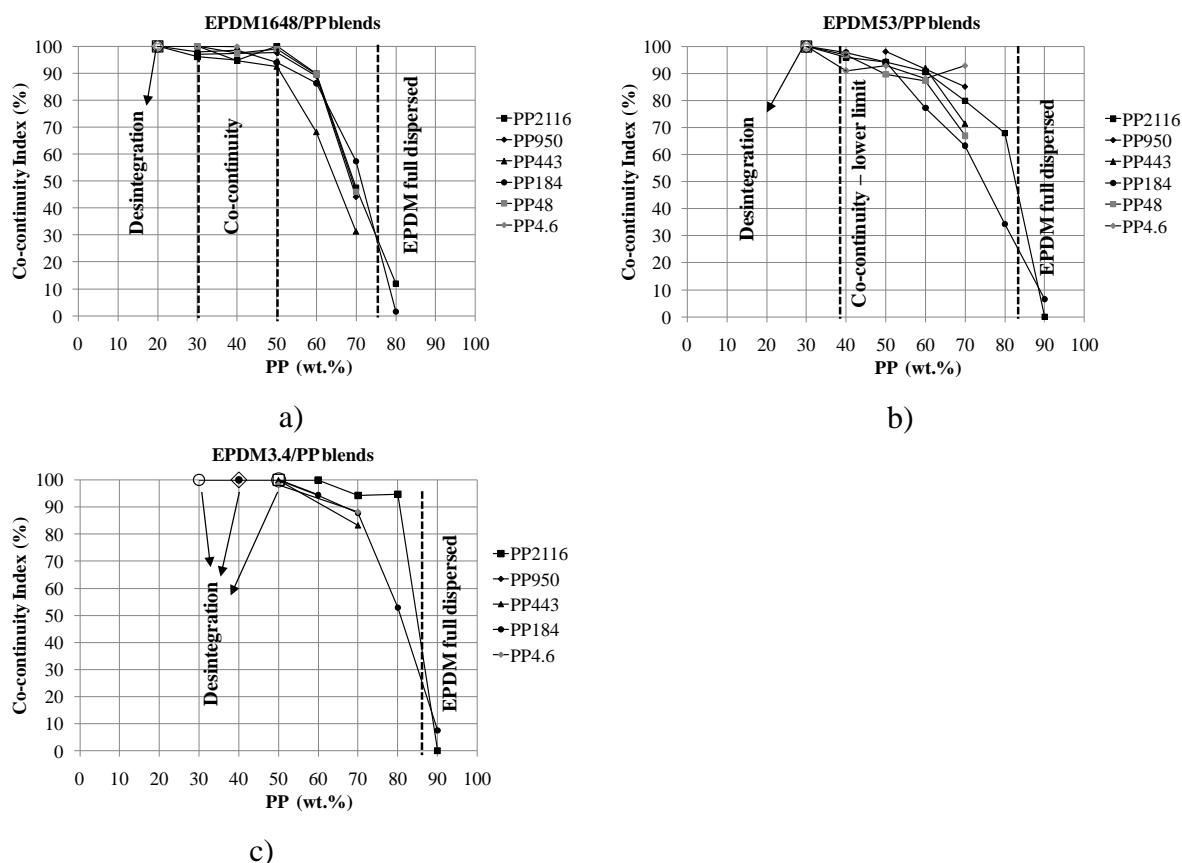 EPDM1648/PP blends
Co-continuity Index (%)
100
90
80
70
60
50
40
30
20
10
0
Desintegration
Co-continuity
EPDM full dispersed
0 10 20 30 40 50 60 70 80 90 100
PP (wt.%)
PP2116
PP950
PP443
PP184
PP48
PP4.6
a)
EPDM53/PP blends
Co-continuity Index (%)
100
90
80
70
60
50
40
30
20
10
0
Desintegration
Co-continuity – lower limit
EPDM full dispersed
0 10 20 30 40 50 60 70 80 90 100
PP (wt.%)
PP2116
PP950
PP443
PP184
PP48
PP4.6
b)
EPDM3.4/PP blends
Co-continuity Index (%)
100
90
80
70
60
50
40
30
20
10
0
Desintegration
EPDM full dispersed
0 10 20 30 40 50 60 70 80 90 100
PP (wt.%)
PP2116
PP950
PP443
PP184
PP4.6
c)